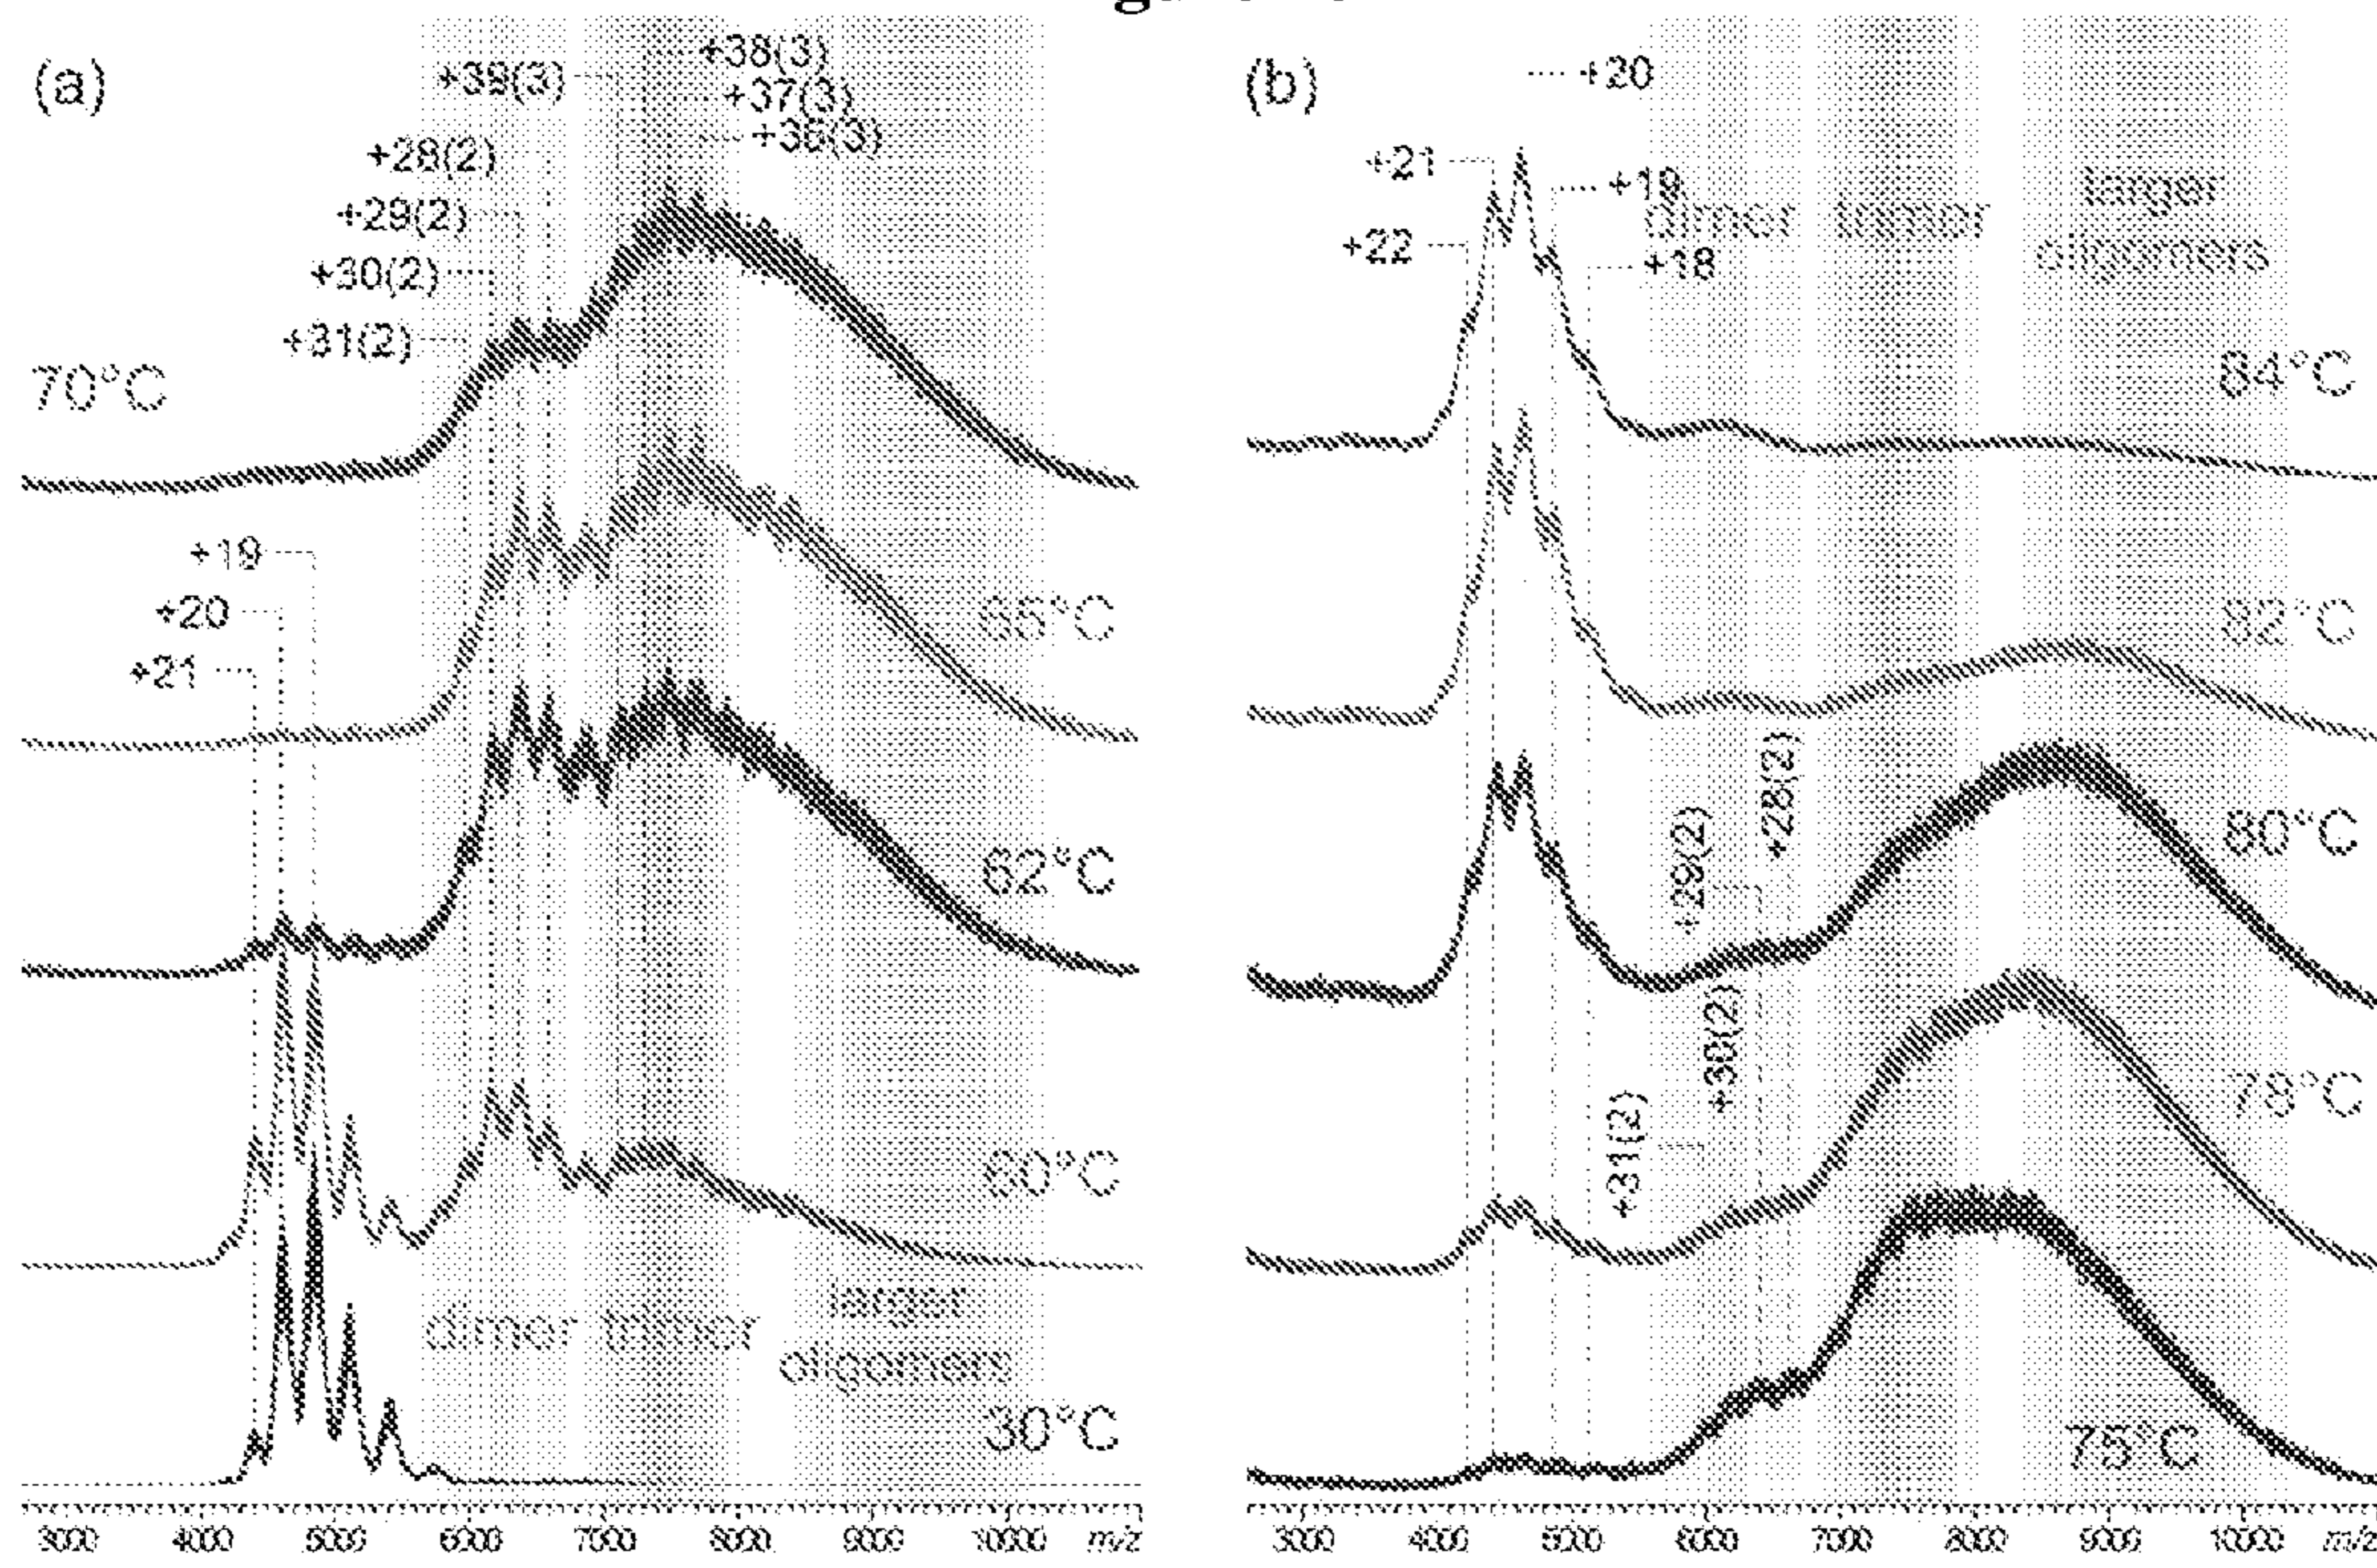 (a)
+38(3)
+39(3)
+37(3)
+36(3)
+28(2)
+29(2)
+30(2)
+31(2)
70°C
+19
65°C
+20
+21
62°C
60°C
dimer trimer larger
oligomers
30°C
3000 4000 5000 6000 7000 8000 9000 10000 m/z
(b)
+20
+21
+19
+22
dimer trimer larger
oligomers
+18
84°C
82°C
+28(2)
+29(2)
80°C
+30(2)
+31(2)
78°C
75°C
3000 4000 5000 6000 7000 8000 9000 10000 m/z